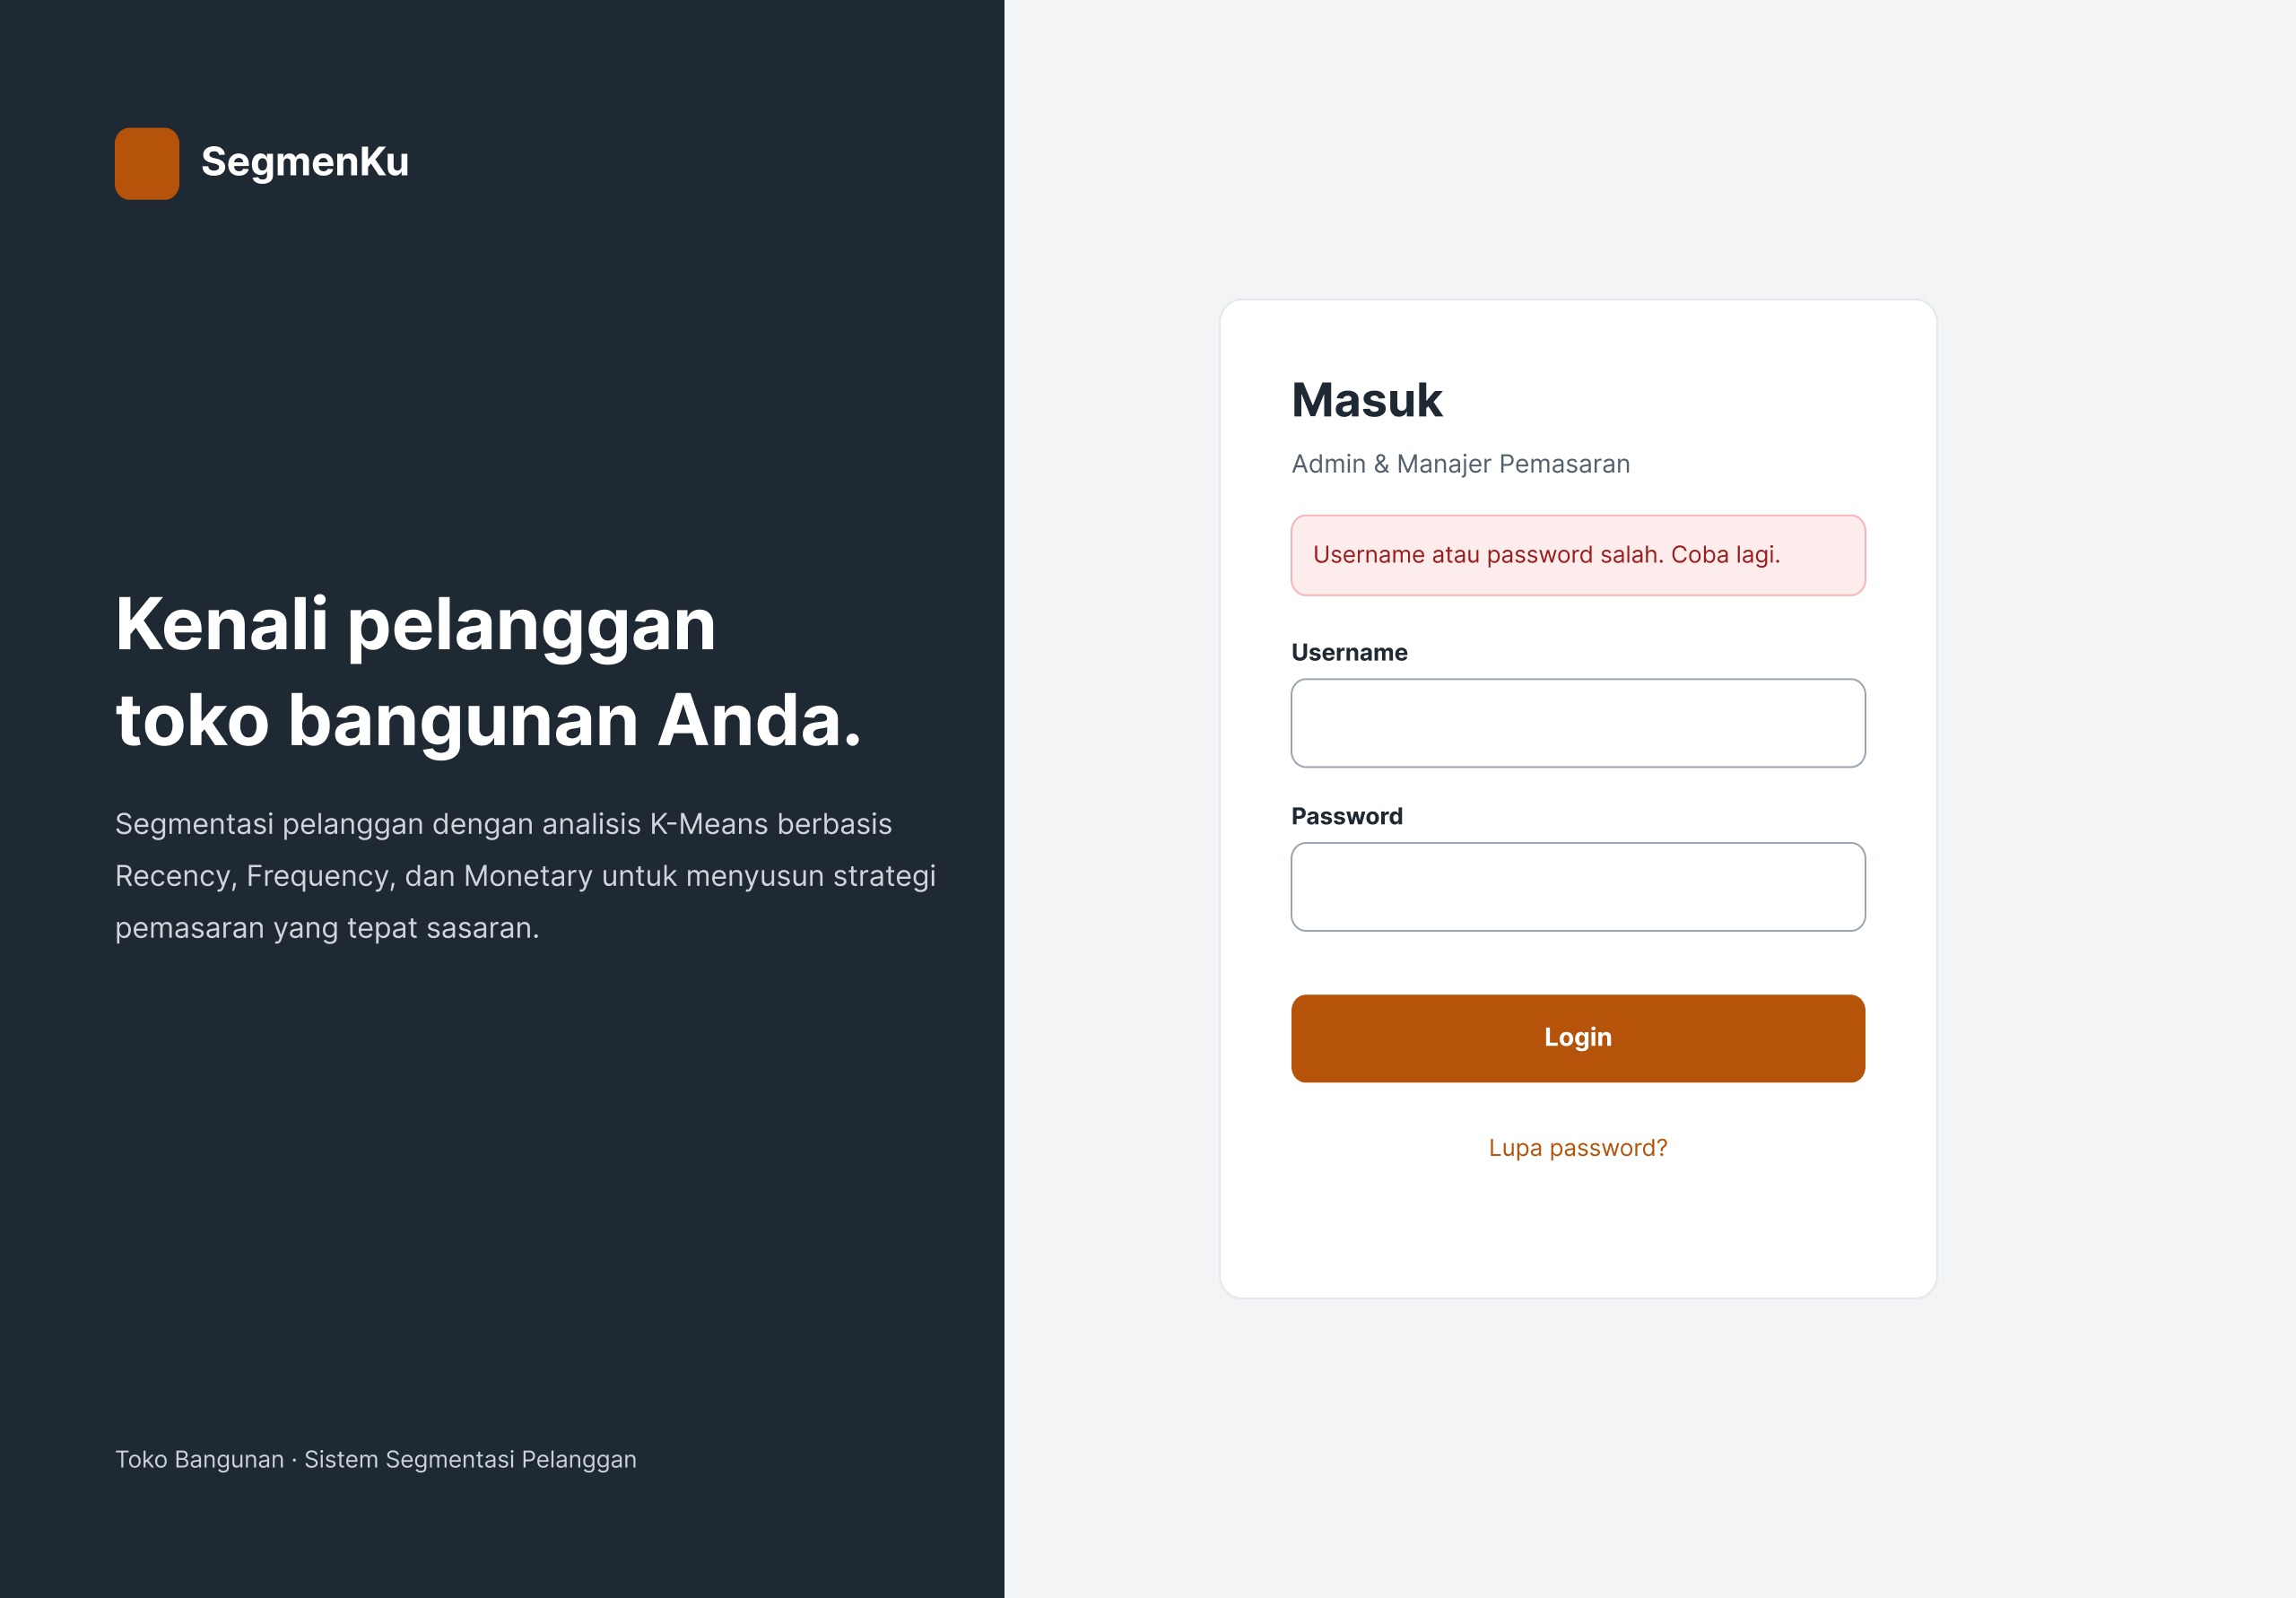 SegmenKu
Kenali pelanggan
toko bangunan Anda.
Segmentasi pelanggan dengan analisis K-Means berbasis
Recency, Frequency, dan Monetary untuk menyusun strategi
pemasaran yang tepat sasaran.
Toko Bangunan · Sistem Segmentasi Pelanggan
Masuk
Admin & Manajer Pemasaran
Username atau password salah. Coba lagi.
Username
Password
Login
Lupa password?